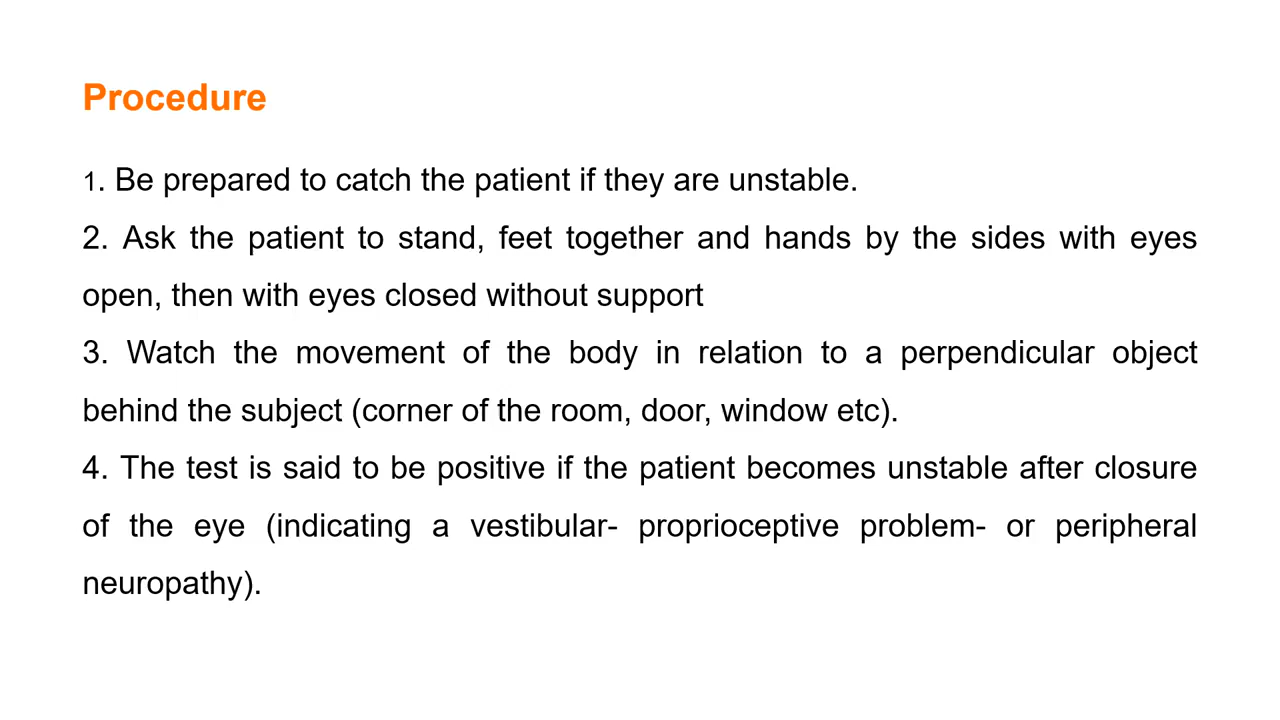 Procedure
1. Be prepared to catch the patient if they are unstable.
2. Ask the patient to stand, feet together and hands by the sides with eyes
open, then with eyes closed without support
3. Watch the movement of the body in relation to a perpendicular object
behind the subject (corner of the room, door, window etc).
4. The test is said to be positive if the patient becomes unstable after closure
of the eye (indicating a vestibular- proprioceptive problem- or peripheral
neuropathy).